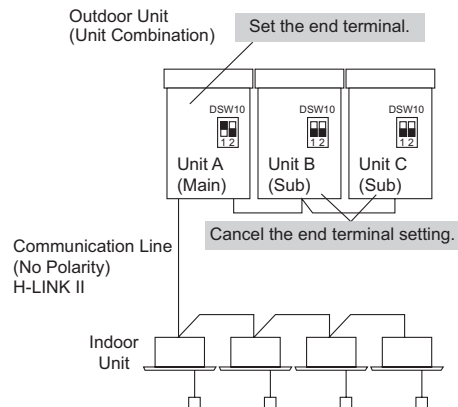 Outdoor Unit
(Unit Combination)
Set the end terminal.
DSW10
1 2
Unit A
(Main)
DSW10
1 2
Unit B
(Sub)
DSW10
1 2
Unit C
(Sub)
Cancel the end terminal setting.
Communication Line
(No Polarity)
H-LINK II
Indoor
Unit